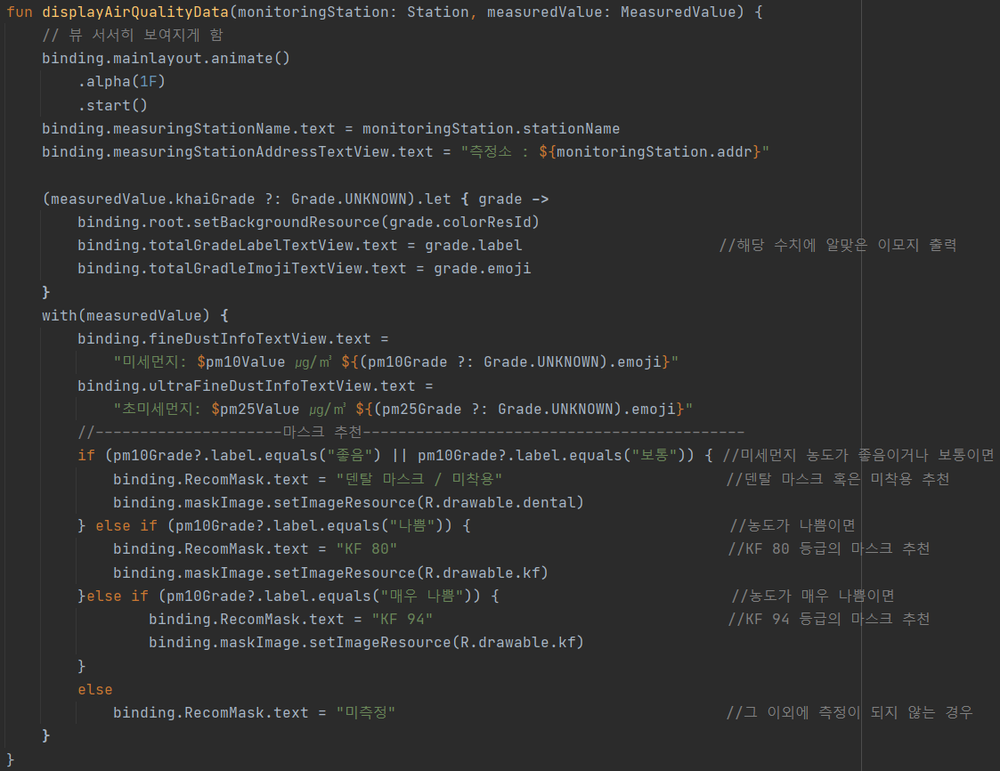 fun displayAirQualityData(monitoringStation: Station, measuredValue: MeasuredValue) {
// 뷰 서서히 보여지게 함
binding.mainlayout.animate()
.alpha(1F)
.start()
binding.measuringStationName.text = monitoringStation.stationName
binding.measuringStationAddressTextView.text = "측정소 : ${monitoringStation.addr}"
(measuredValue.khaiGrade ?: Grade.UNKNOWN).let { grade ->
binding.root.setBackgroundResource(grade.colorResId)
binding.totalGradeLabelTextView.text = grade.label //해당 수치에 알맞은 이모지 출력
binding.totalGradleImojiTextView.text = grade.emoji
}
with(measuredValue) {
binding.fineDustInfoTextView.text =
"미세먼지: $pm10Value ㎍/㎥ ${(pm10Grade ?: Grade.UNKNOWN).emoji}"
binding.ultraFineDustInfoTextView.text =
"초미세먼지: $pm25Value ㎍/㎥ ${(pm25Grade ?: Grade.UNKNOWN).emoji}"
//---------------------마스크 추천-------------------------------------------
if (pm10Grade?.label.equals("좋음") || pm10Grade?.label.equals("보통")) { //미세먼지 농도가 좋음이거나 보통이면
binding.RecomMask.text = "덴탈 마스크 / 미착용" //덴탈 마스크 혹은 미착용 추천
binding.maskImage.setImageResource(R.drawable.dental)
} else if (pm10Grade?.label.equals("나쁨")) { //농도가 나쁨이면
binding.RecomMask.text = "KF 80" //KF 80 등급의 마스크 추천
binding.maskImage.setImageResource(R.drawable.kf)
}else if (pm10Grade?.label.equals("매우 나쁨")) { //농도가 매우 나쁨이면
binding.RecomMask.text = "KF 94" //KF 94 등급의 마스크 추천
binding.maskImage.setImageResource(R.drawable.kf)
}
else
binding.RecomMask.text = "미측정" //그 이외에 측정이 되지 않는 경우
}
}